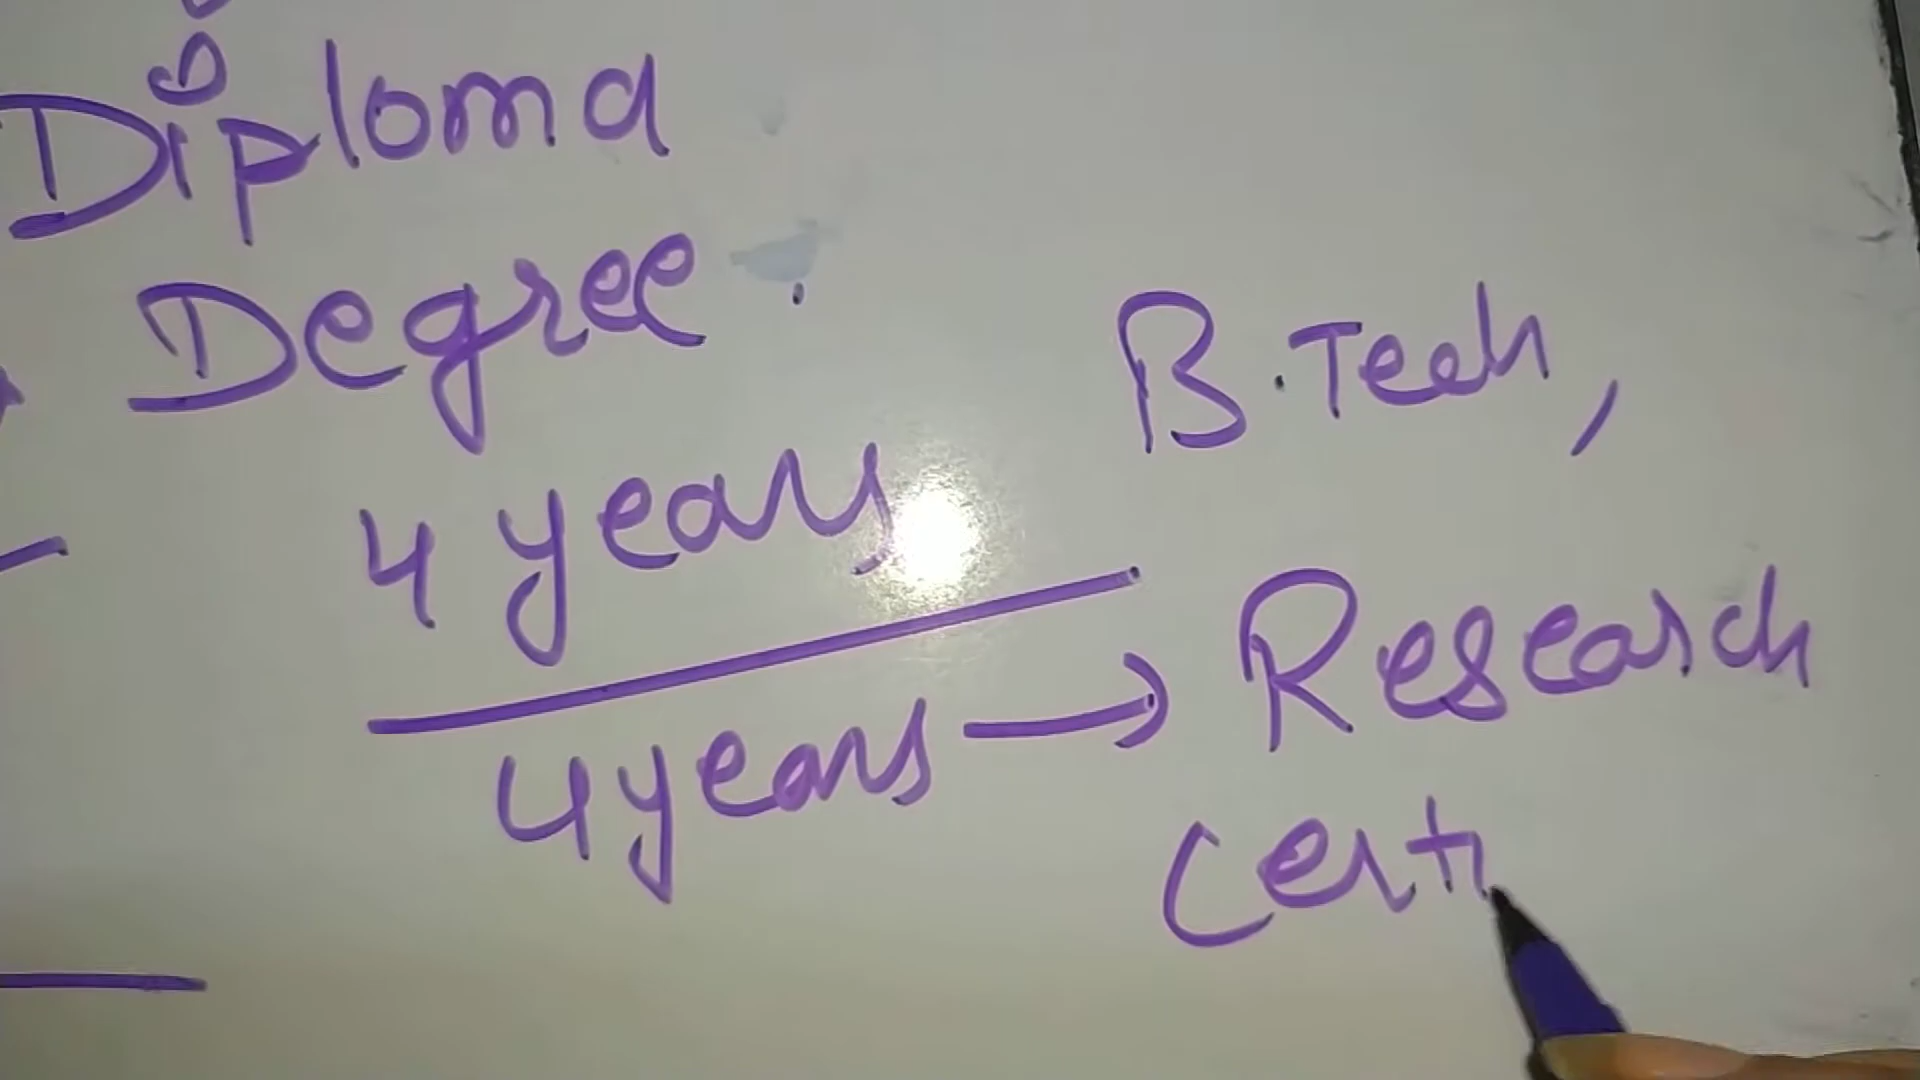 Diploma
Degree
B.Tech,
4 years
4 years → Research
Certi